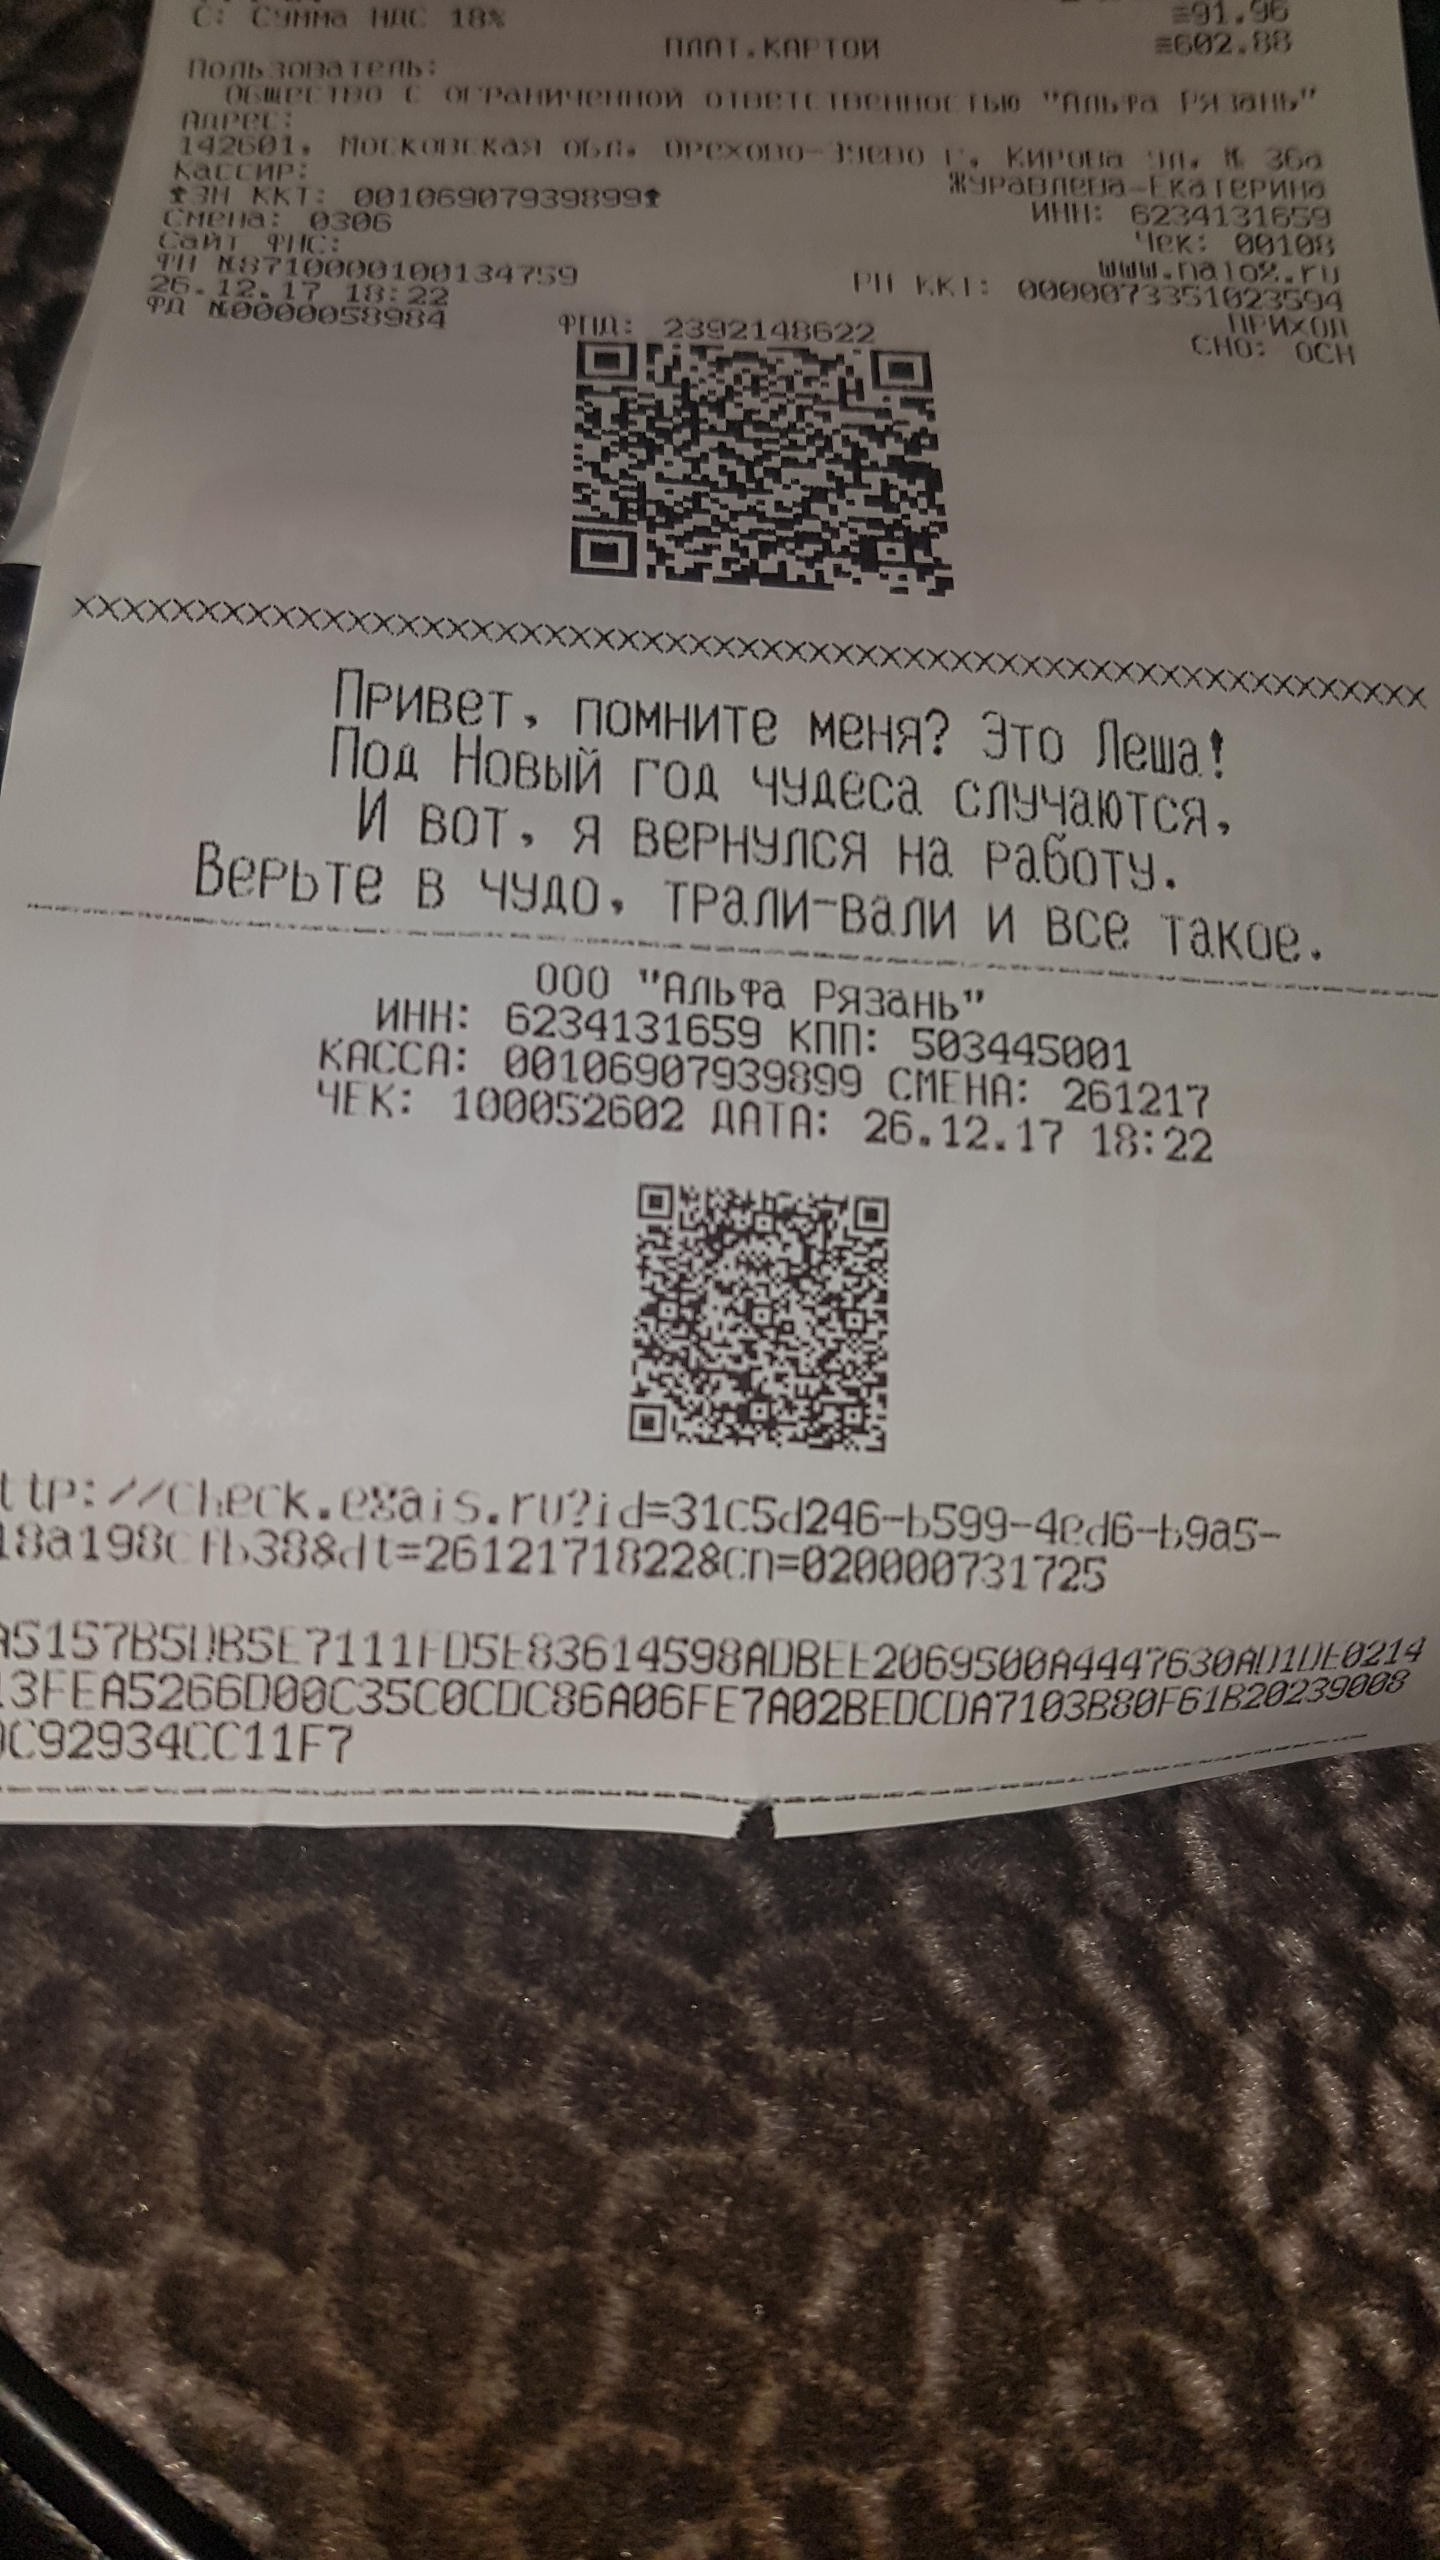 С: Сумма НДС 18% ≡91.96
ПЛАТ.КАРТОЙ ≡602.88
Пользователь:
Общество с ограниченной ответственностью "Альфа Рязань"
Адрес:
142601, Московская обл. Орехово-Зуево г, Кирова ул, № 36а
Кассир: Журавлева-Екатерина
ЗН ККТ: 00106907939899 ИНН: 6234131659
Смена: 0306 Чек: 00108
Сайт ФНС: www.nalog.ru
ФН №8710000100134759 РН ККТ: 0000073351023594
26.12.17 18:22 ПРИХОД
ФД №0000058984 ФПД: 2392148622 СНО: ОСН
XXXXXXXXXXXXXXXXXXXXXXXXXXXXXXXXXXXXXXXXXXXXXXXXXXXXXXXX
Привет, помните меня? Это Леша!
Под Новый год чудеса случаются,
И вот, я вернулся на работу.
Верьте в чудо, трали-вали и все такое.
ООО "Альфа Рязань"
ИНН: 6234131659 КПП: 503445001
КАССА: 00106907939899 СМЕНА: 261217
ЧЕК: 100052602 ДАТА: 26.12.17 18:22
ttp://check.egais.ru?id=31c5d246-b599-4ed6-b9a5-
18a198cfb38&dt=2612171822&cn=020000731725
A5157B5DB5E7111FD5E83614598ADBEE2069500A4447630AD1DE0214
13FEA5266D00C35C0CDC86A06FE7A02BEDCDA7103B80F61B20239008
0C92934CC11F7